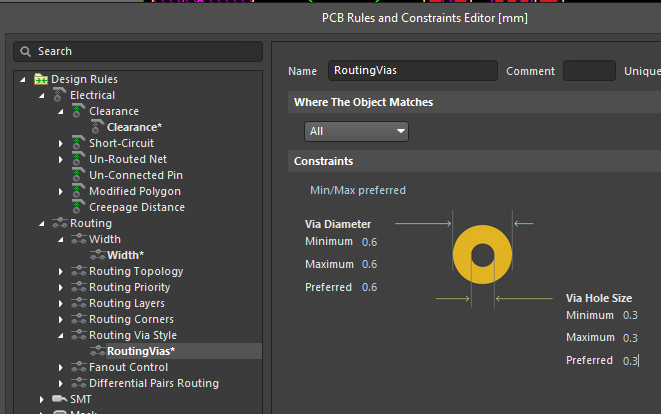 PCB Rules and Constraints Editor [mm]
Search
Design Rules
Electrical
Clearance
Clearance*
Short-Circuit
Un-Routed Net
Un-Connected Pin
Modified Polygon
Creepage Distance
Routing
Width
Width*
Routing Topology
Routing Priority
Routing Layers
Routing Corners
Routing Via Style
RoutingVias*
Fanout Control
Differential Pairs Routing
SMT
Mask
Name RoutingVias Comment Unique
Where The Object Matches
All
Constraints
Min/Max preferred
Via Diameter
Minimum 0.6
Maximum 0.6
Preferred 0.6
Via Hole Size
Minimum 0.3
Maximum 0.3
Preferred 0.3